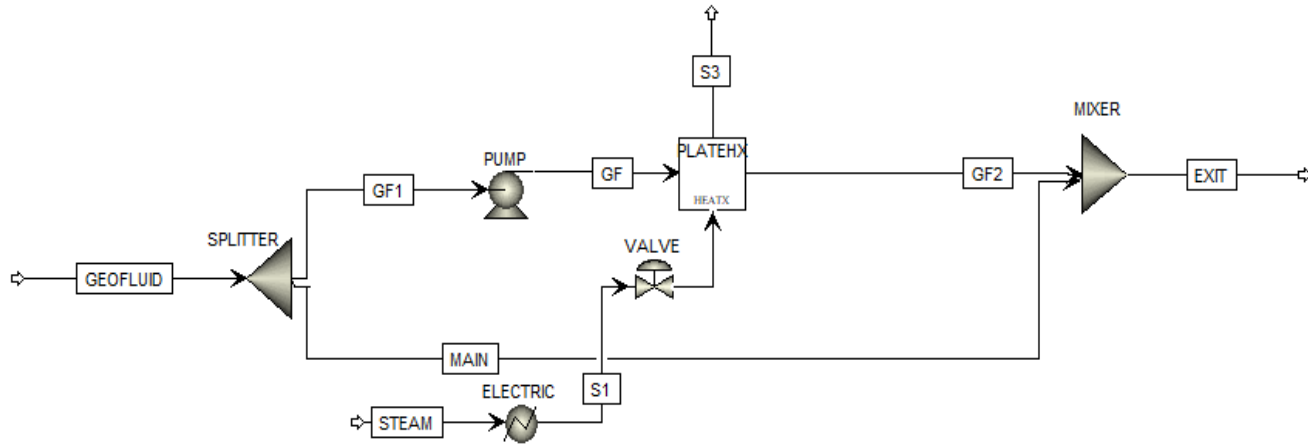 S3
MIXER
PUMP
PLATEHX
GF1
GF
GF2
EXIT
HEATX
SPLITTER
VALVE
GEOFLUID
MAIN
S1
ELECTRIC
STEAM